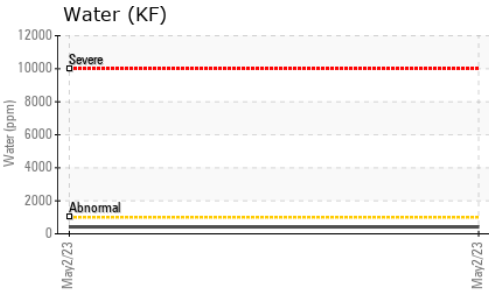 Water (KF)
12000
Severe
10000
8000
6000
4000
2000
Abnormal
0
Water (ppm)
May2/23
May2/23